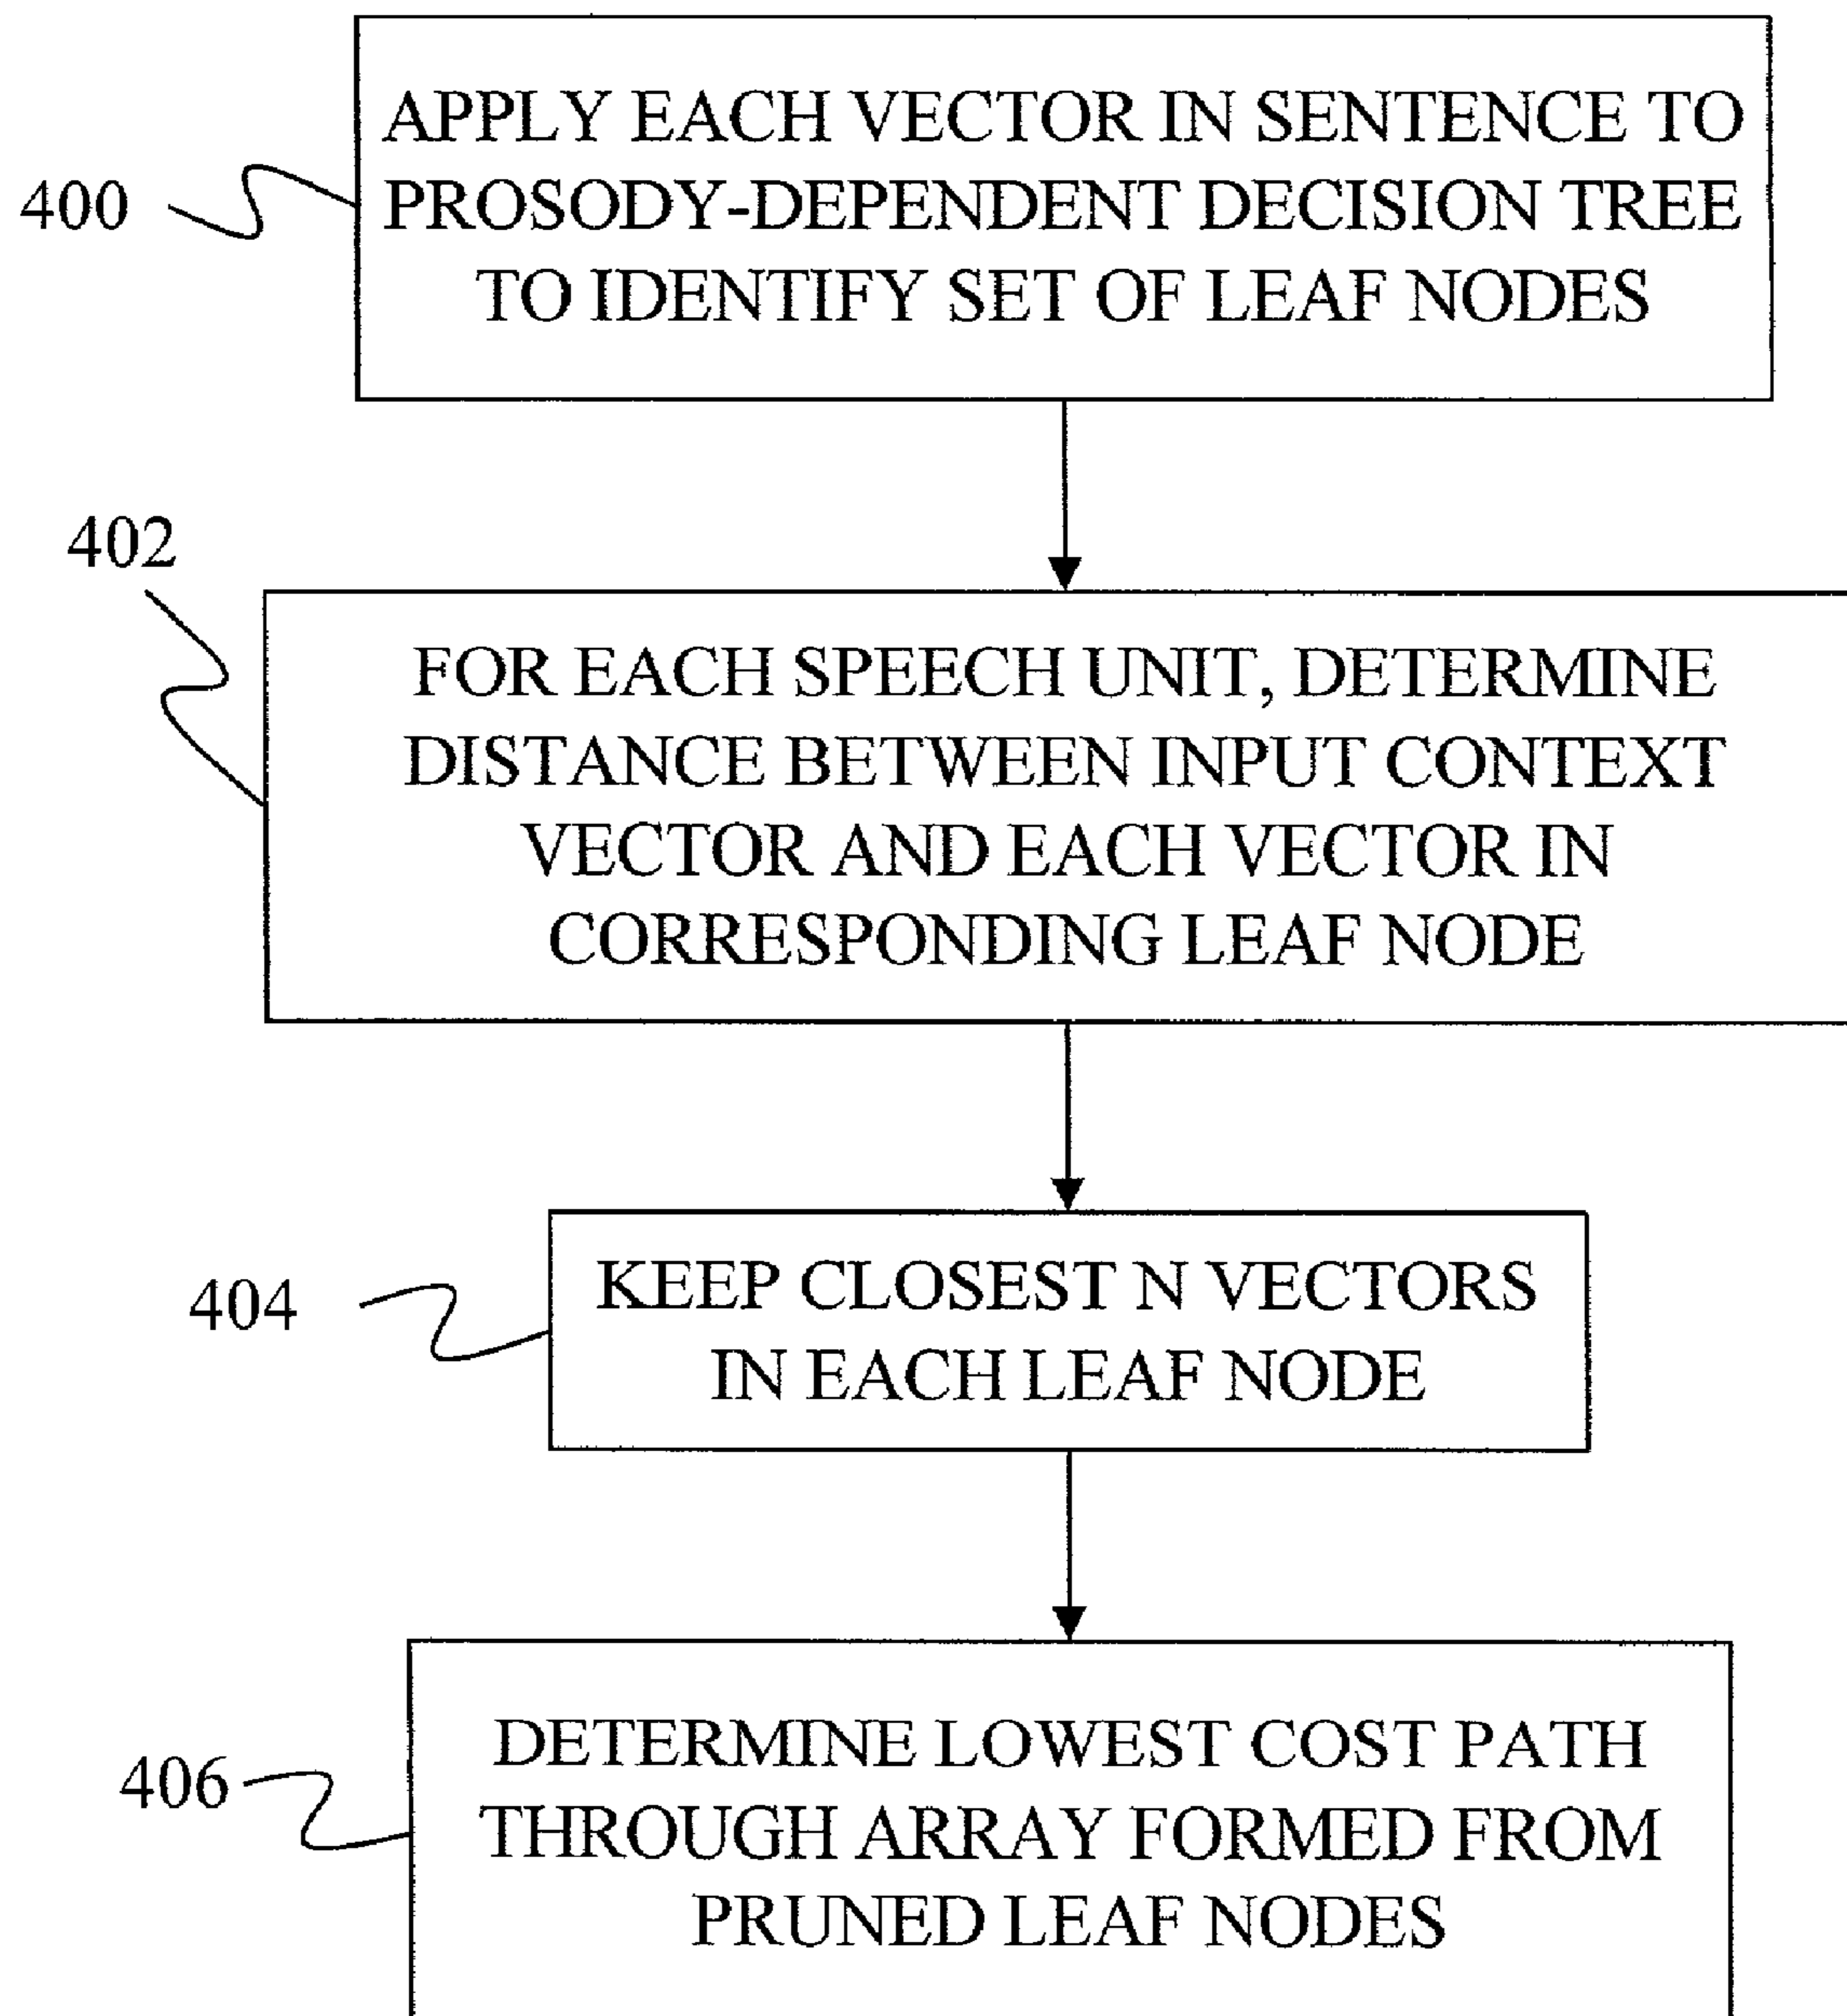 400
APPLY EACH VECTOR IN SENTENCE TO
PROSODY-DEPENDENT DECISION TREE
TO IDENTIFY SET OF LEAF NODES
402
FOR EACH SPEECH UNIT, DETERMINE
DISTANCE BETWEEN INPUT CONTEXT
VECTOR AND EACH VECTOR IN
CORRESPONDING LEAF NODE
404
KEEP CLOSEST N VECTORS
IN EACH LEAF NODE
406
DETERMINE LOWEST COST PATH
THROUGH ARRAY FORMED FROM
PRUNED LEAF NODES